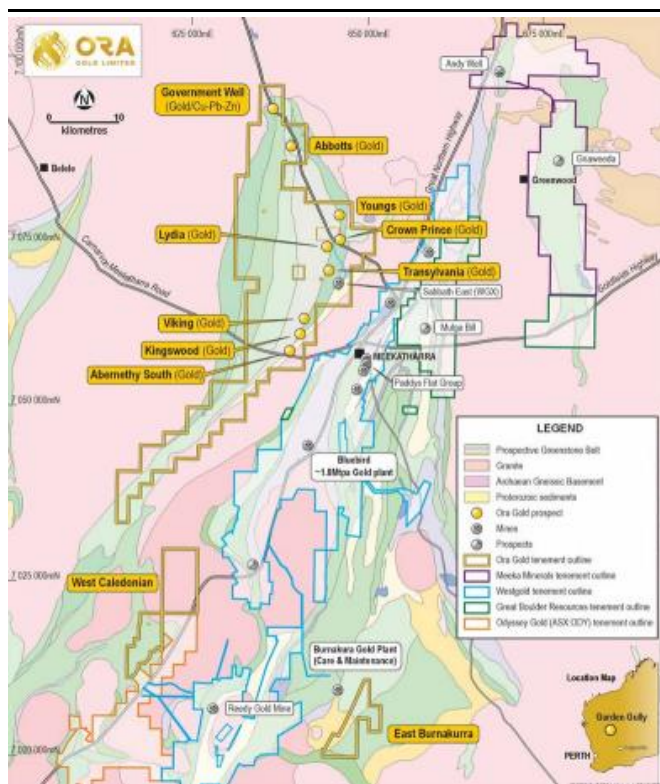 625 000mE
650 000mE
675 000mE
7 100 000mN
ORA
GOLD LIMITED
N
0 10
kilometres
Andy Well
Government Well
(Gold/Cu-Pb-Zn)
Great Northern Highway
Abbotts (Gold)
Belele
Gnaweeda
Greenwood
Youngs (Gold)
Crown Prince (Gold)
Lydia (Gold)
7 075 000mN
Carnarvon-Meekatharra Road
Goldfields Highway
Transylvania (Gold)
Sabbath East (WGX)
Viking (Gold)
Mulga Bill
Kingswood (Gold)
MEEKATHARRA
Abernethy South (Gold)
Paddys Flat Group
7 050 000mN
LEGEND
Prospective Greenstone Belt
Granite
Archaean Gneissic Basement
Proterozoic sediments
Ora Gold prospect
Mines
Prospects
Ora Gold tenement outline
Meeka Minerals tenement outline
Westgold tenement outline
Great Boulder Resources tenement outline
Odyssey Gold (ASX:ODY) tenement outline
Bluebird
~1.8Mtpa Gold plant
7 025 000mN
West Caledonian
Burnakura Gold Plant
(Care & Maintenance)
Reedy Gold Mine
East Burnakurra
Location Map
Garden Gully
PERTH